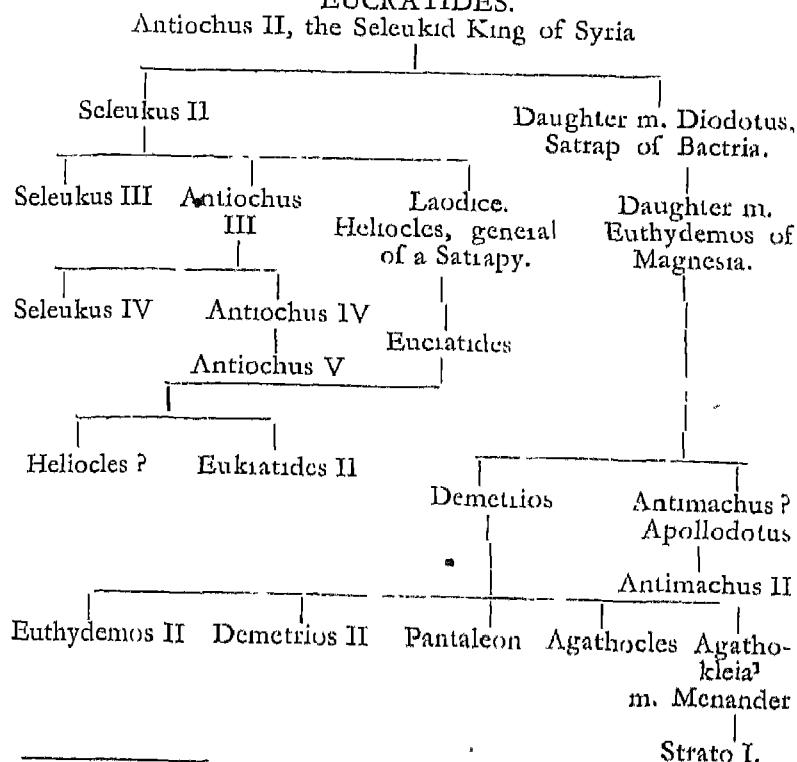 EUCRATIDES.
Antiochus II, the Seleukid King of Syria
Seleukus II
Daughter m. Diodotus,
Satrap of Bactria.
Seleukus III
Antiochus
III
Laodice.
Heliocles, general
of a Satrapy.
Daughter m.
Euthydemos of
Magnesia.
Seleukus IV
Antiochus IV
Eucratides
Antiochus V
Heliocles ?
Eukratides II
Demetrios
Antimachus ?
Apollodotus
Antimachus II
Euthydemos II
Demetrios II
Pantaleon
Agathocles
Agatho-
kleia¹
m. Menander
Strato I.